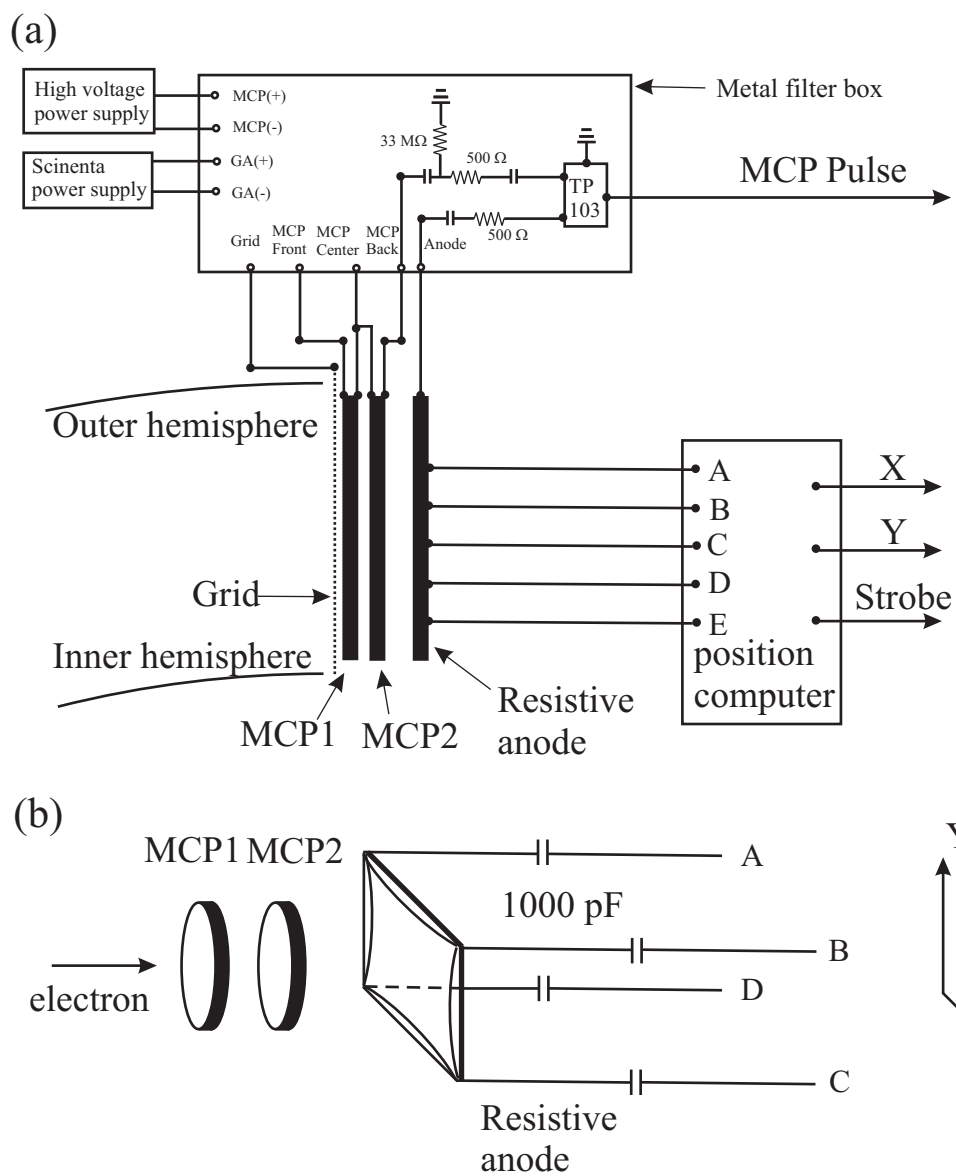 (a)
High voltage
power supply
Scinenta
power supply
MCP(+)
MCP(-)
GA(+)
GA(-)
Metal filter box
33 MΩ
500 Ω
500 Ω
TP
103
MCP Pulse
Grid
MCP
Front
MCP
Center
MCP
Back
Anode
Outer hemisphere
Grid
Inner hemisphere
MCP1
MCP2
Resistive
anode
A
B
C
D
E
position
computer
X
Y
Strobe
(b)
MCP1 MCP2
electron
1000 pF
A
B
D
C
Resistive
anode
Y